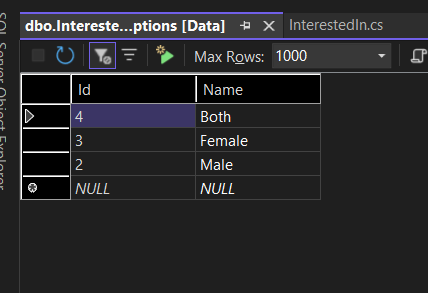 dbo.Intereste...ptions [Data]
InterestedIn.cs
Max Rows: 1000
Id Name
4 Both
3 Female
2 Male
NULL NULL
SQL Server Object Explorer